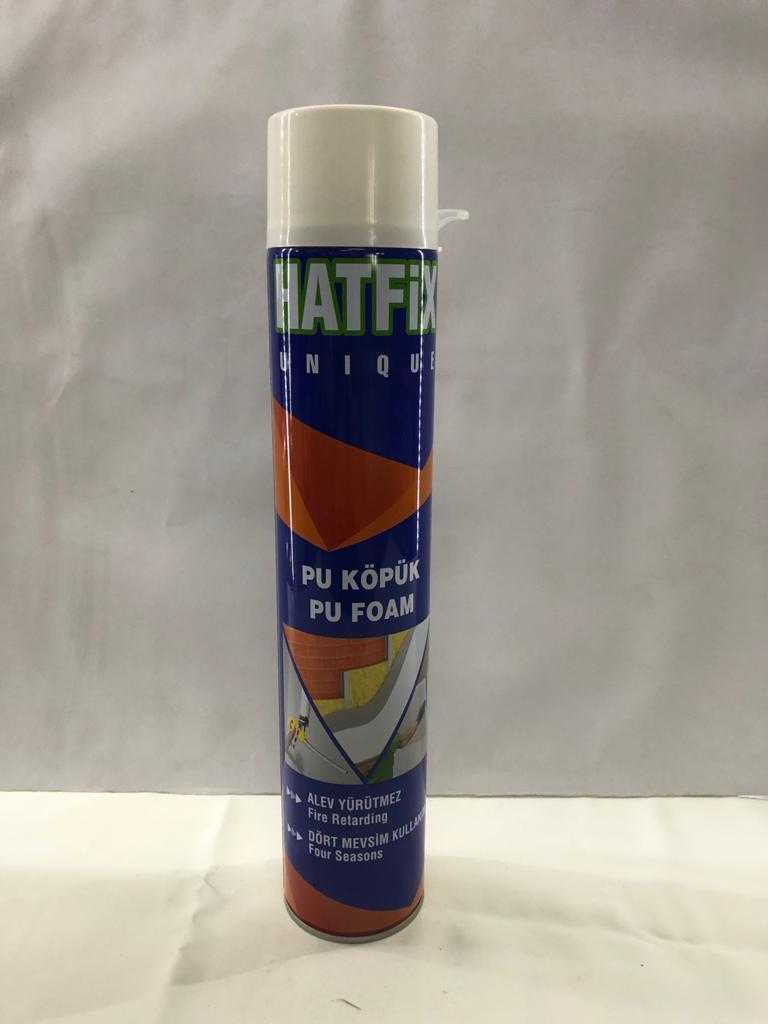 HATFiX
UNIQUE
PU KÖPÜK
PU FOAM
ALEV YÜRÜTMEZ
Fire Retarding
DÖRT MEVSİM
Four Seasons